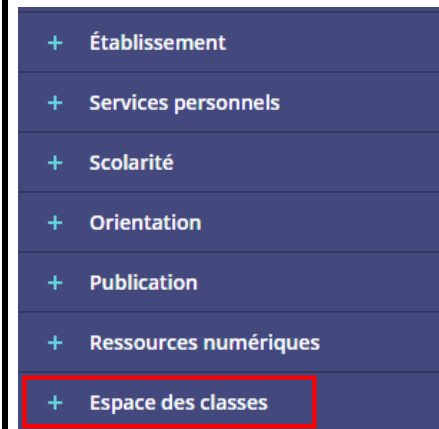 + Établissement
+ Services personnels
+ Scolarité
+ Orientation
+ Publication
+ Ressources numériques
+ Espace des classes